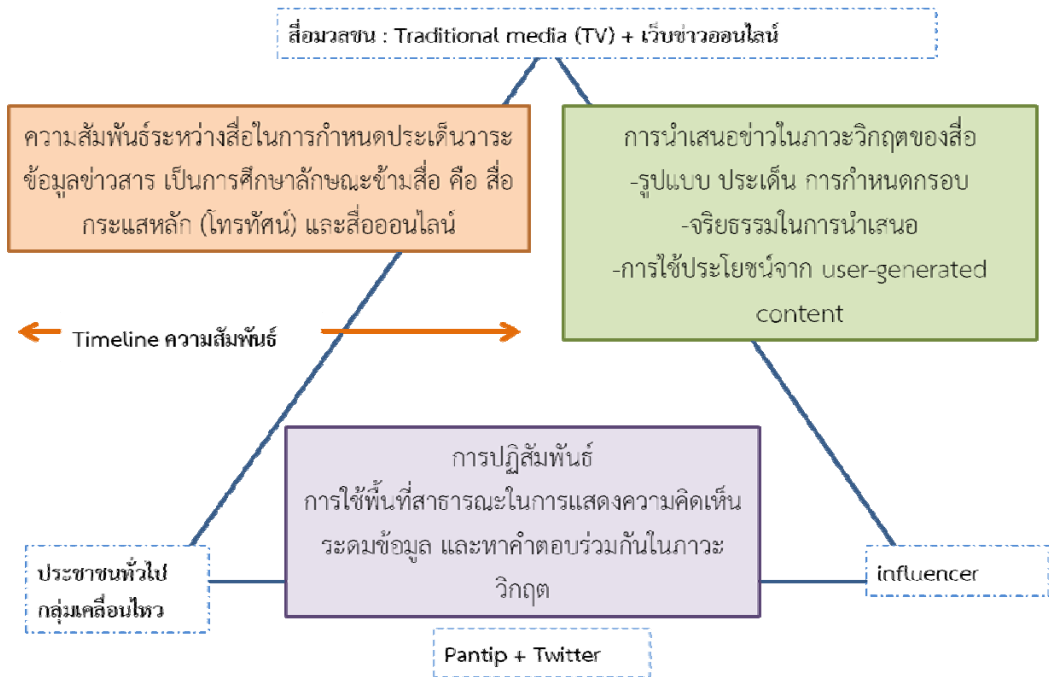 สื่อมวลชน : Traditional media (TV) + เว็บข่าวออนไลน์
ความสัมพันธ์ระหว่างสื่อในการกำหนดประเด็นวาระ
ข้อมูลข่าวสาร เป็นการศึกษาลักษณะข้ามสื่อ คือ สื่อ
กระแสหลัก (โทรทัศน์) และสื่อออนไลน์
การนำเสนอข่าวในภาวะวิกฤตของสื่อ
-รูปแบบ ประเด็น การกำหนดกรอบ
-จริยธรรมในการนำเสนอ
-การใช้ประโยชน์จาก user-generated
content
Timeline ความสัมพันธ์
การปฏิสัมพันธ์
การใช้พื้นที่สาธารณะในการแสดงความคิดเห็น
ระดมข้อมูล และหาคำตอบร่วมกันในภาวะ
วิกฤต
ประชาชนทั่วไป
กลุ่มเคลื่อนไหว
influencer
Pantip + Twitter